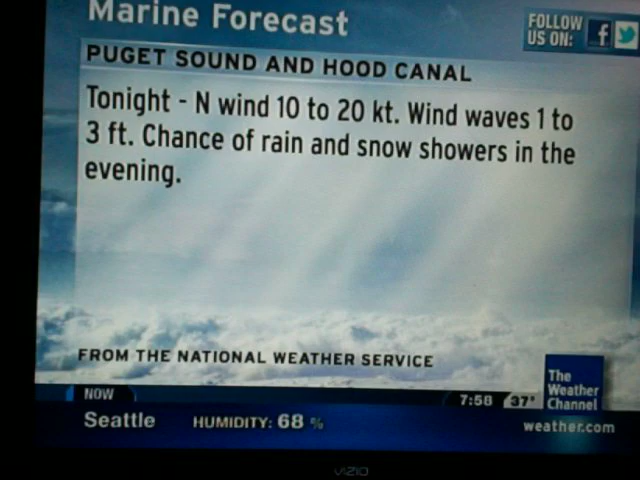 Marine Forecast
FOLLOW
US ON:
PUGET SOUND AND HOOD CANAL
Tonight - N wind 10 to 20 kt. Wind waves 1 to
3 ft. Chance of rain and snow showers in the
evening.
FROM THE NATIONAL WEATHER SERVICE
The
Weather
Channel
NOW
7:58 37°
Seattle HUMIDITY: 68 %
weather.com
VIZIO